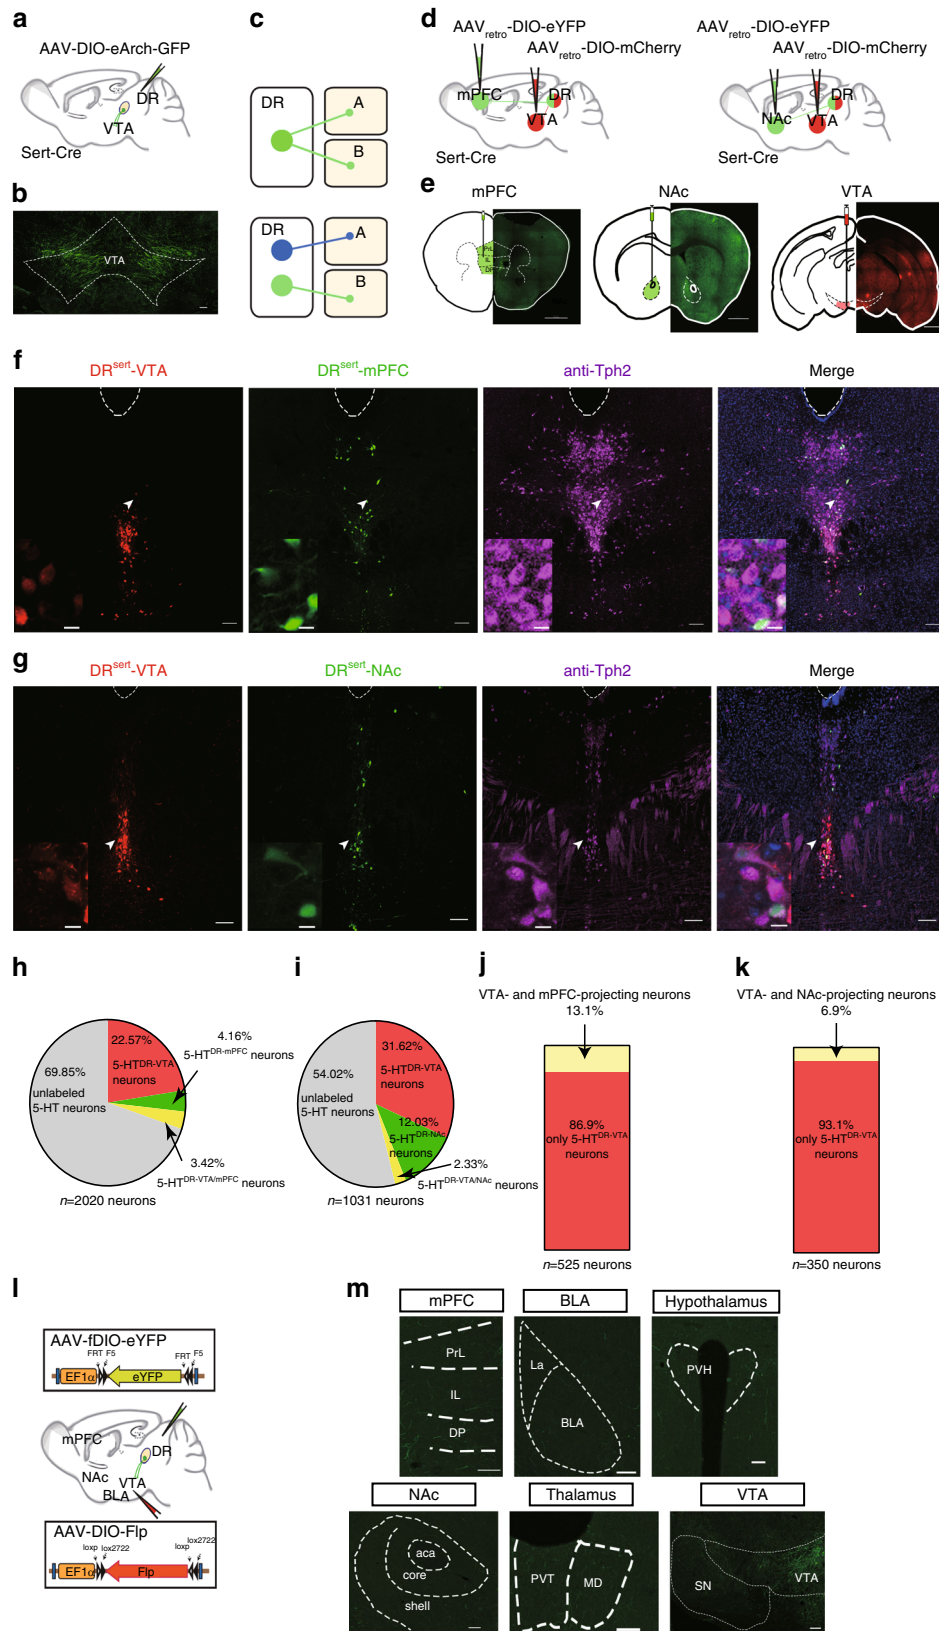 a
AAV-DIO-eArch-GFP
DR
VTA
Sert-Cre
b
VTA
c
DR
A
B
DR
A
B
d
AAVretro-DIO-eYFP
AAVretro-DIO-mCherry
mPFC
DR
VTA
Sert-Cre
AAVretro-DIO-eYFP
AAVretro-DIO-mCherry
NAc
DR
VTA
Sert-Cre
e
mPFC
NAc
VTA
PrL
IL
DP
f
DRsert-VTA
DRsert-mPFC
anti-Tph2
Merge
g
DRsert-VTA
DRsert-NAc
anti-Tph2
Merge
h
22.57%
5-HTDR-VTA
neurons
4.16%
5-HTDR-mPFC neurons
69.85%
unlabeled
5-HT neurons
3.42%
5-HTDR-VTA/mPFC neurons
n=2020 neurons
i
31.62%
5-HTDR-VTA
neurons
54.02%
unlabeled
5-HT neurons
12.03%
5-HTDR-NAc
neurons
2.33%
5-HTDR-VTA/NAc neurons
n=1031 neurons
j
VTA- and mPFC-projecting neurons
13.1%
86.9%
only 5-HTDR-VTA
neurons
n=525 neurons
k
VTA- and NAc-projecting neurons
6.9%
93.1%
only 5-HTDR-VTA
neurons
n=350 neurons
l
AAV-fDIO-eYFP
FRT F5
FRT F5
EF1α
eYFP
mPFC
DR
NAc
VTA
BLA
AAV-DIO-Flp
loxp lox2722
loxp lox2722
EF1α
Flp
m
mPFC
PrL
IL
DP
BLA
La
BLA
Hypothalamus
PVH
NAc
aca
core
shell
Thalamus
PVT
MD
VTA
SN
VTA